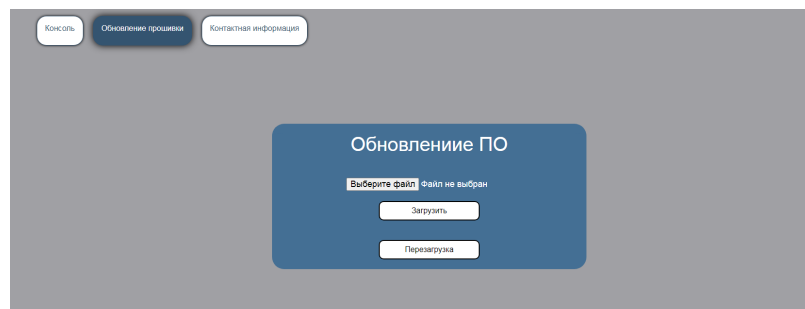 Консоль Обновление прошивки Контактная информация
Обновлениие ПО
Выберите файл Файл не выбран
Загрузить
Перезагрузка